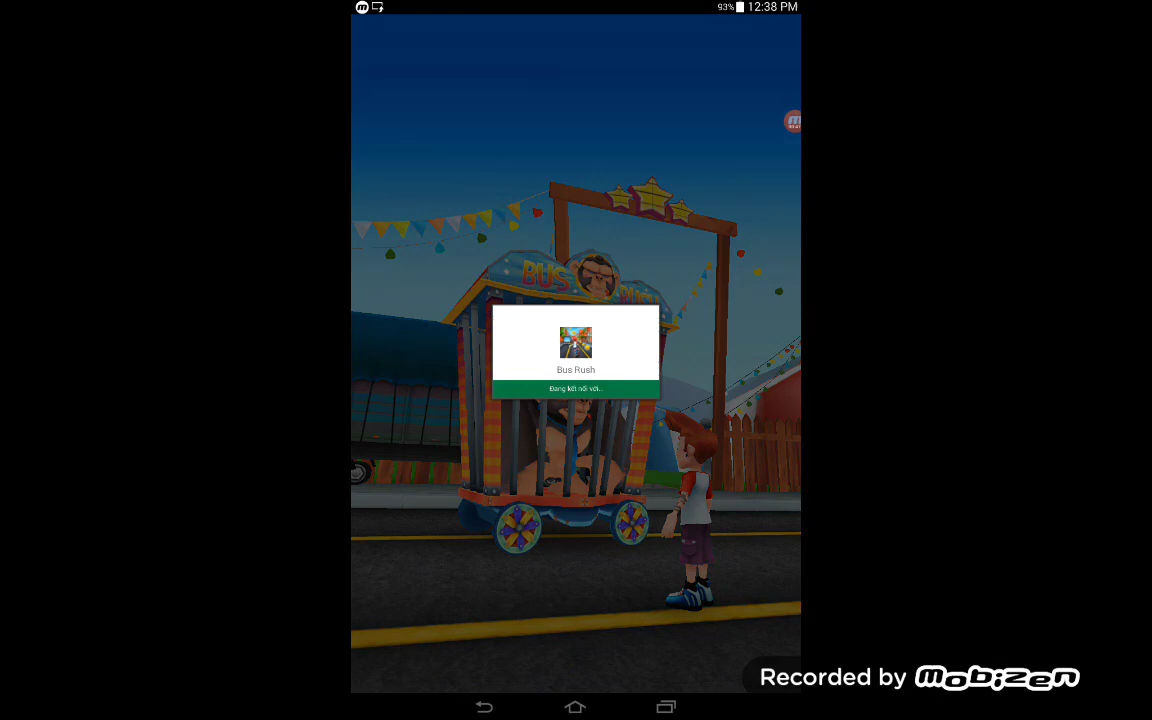 93% 12:38 PM
BUS
RUSH
Bus Rush
Đang kết nối với...
Recorded by mobizen